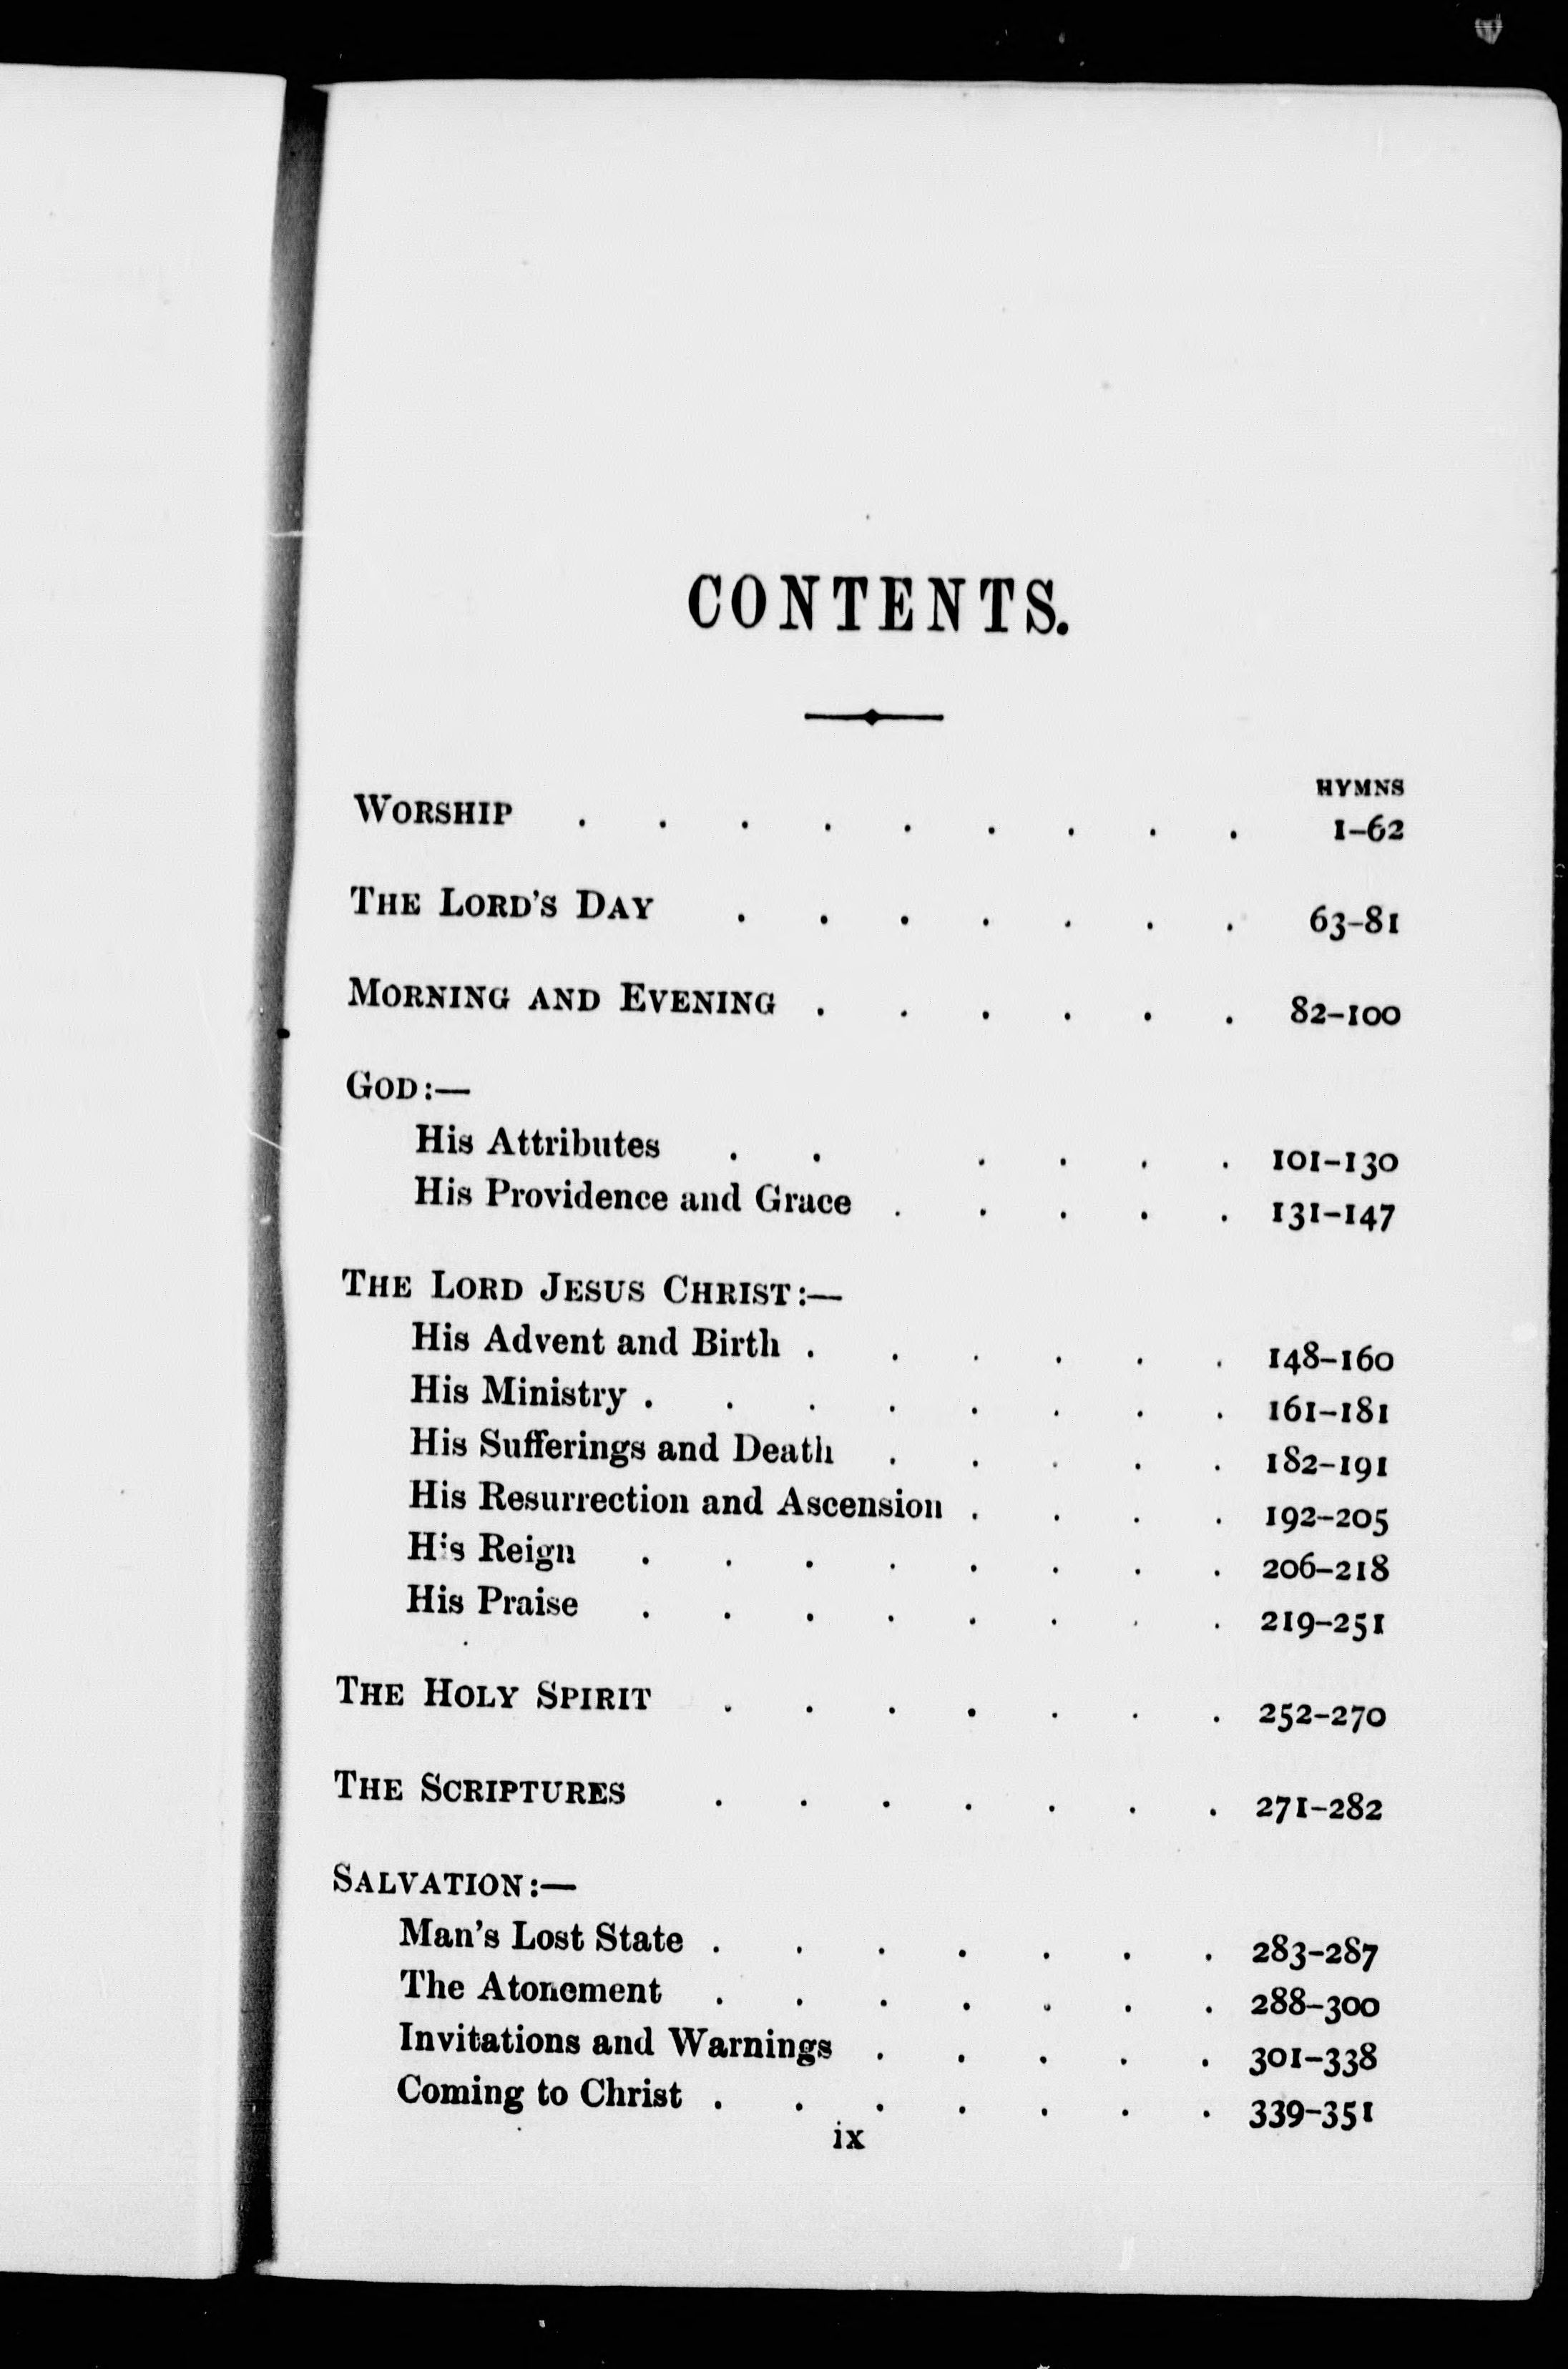 CONTENTS.
HYMNS
WORSHIP . . . . . . . . . 1–62
THE LORD'S DAY . . . . . . . 63–81
MORNING AND EVENING . . . . . . 82–100
GOD:—
His Attributes . . . . . . 101–130
His Providence and Grace . . . . . 131–147
THE LORD JESUS CHRIST:—
His Advent and Birth . . . . . . 148–160
His Ministry . . . . . . . . 161–181
His Sufferings and Death . . . . . 182–191
His Resurrection and Ascension . . . . 192–205
His Reign . . . . . . . . 206–218
His Praise . . . . . . . . 219–251
THE HOLY SPIRIT . . . . . . . 252–270
THE SCRIPTURES . . . . . . . 271–282
SALVATION:—
Man's Lost State . . . . . . . 283–287
The Atonement . . . . . . . 288–300
Invitations and Warnings . . . . . 301–338
Coming to Christ . . . . . . . 339–351
ix